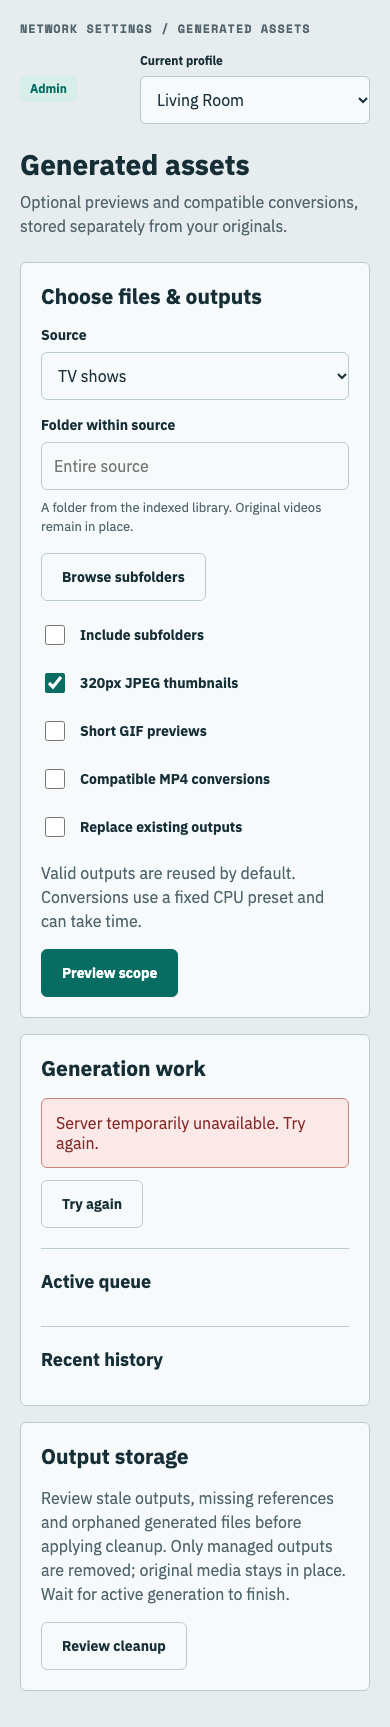 NETWORK SETTINGS / GENERATED ASSETS
Current profile
Admin
Living Room
Generated assets
Optional previews and compatible conversions,
stored separately from your originals.
Choose files & outputs
Source
TV shows
Folder within source
Entire source
A folder from the indexed library. Original videos
remain in place.
Browse subfolders
Include subfolders
320px JPEG thumbnails
Short GIF previews
Compatible MP4 conversions
Replace existing outputs
Valid outputs are reused by default.
Conversions use a fixed CPU preset and
can take time.
Preview scope
Generation work
Server temporarily unavailable. Try
again.
Try again
Active queue
Recent history
Output storage
Review stale outputs, missing references
and orphaned generated files before
applying cleanup. Only managed outputs
are removed; original media stays in place.
Wait for active generation to finish.
Review cleanup